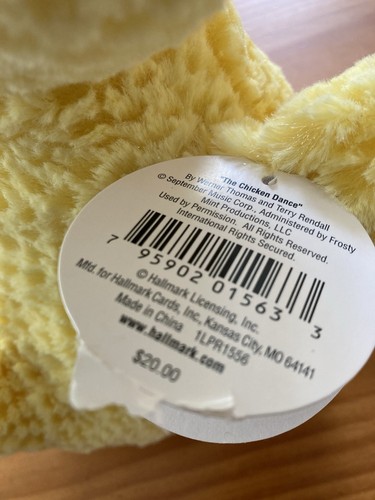 "The Chicken Dance"
By Werner Thomas and Terry Rendall
© September Music Corp., Administered by Frosty
Mint Productions, LLC
Used by Permission. All Rights Reserved.
International Rights Secured.
7 95902 01563 3
© Hallmark Licensing, Inc.
Mfd. for Hallmark Cards, Inc., Kansas City, MO 64141
Made in China 1LPR1556
www.hallmark.com
$20.00